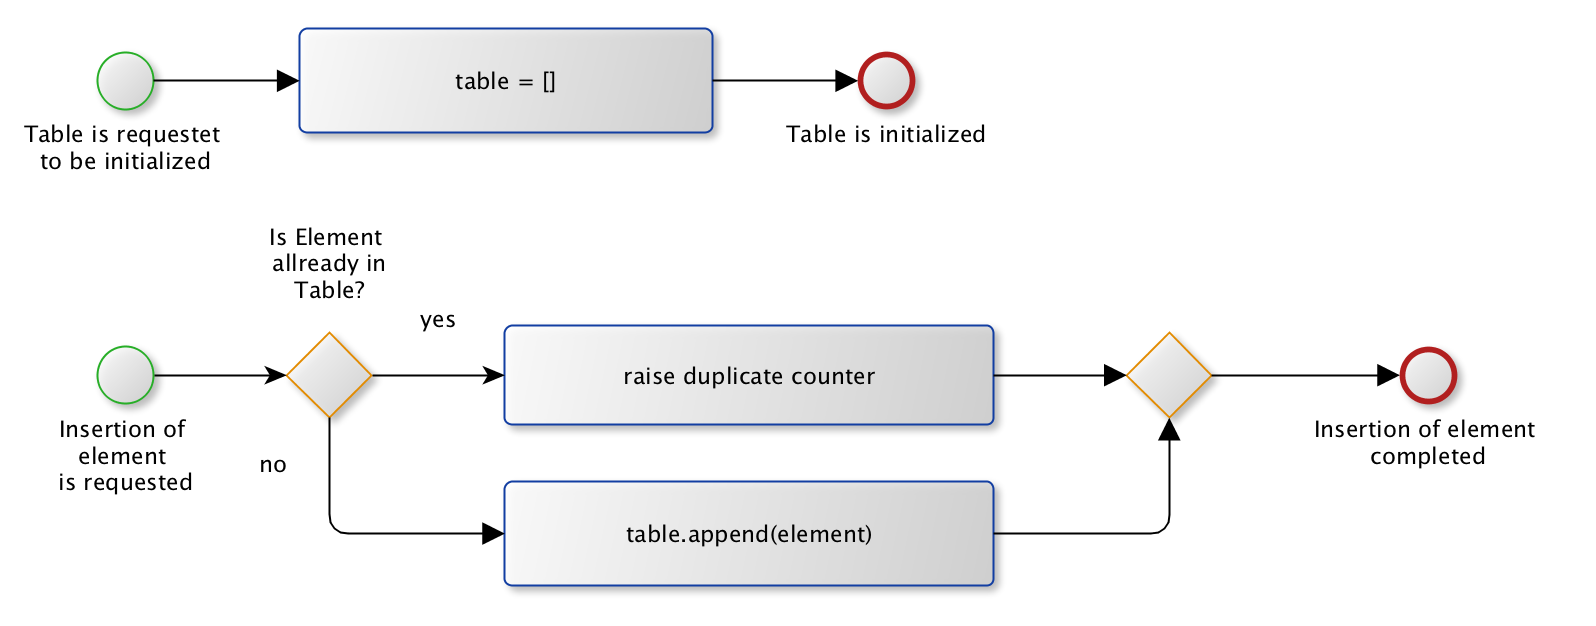 table = []
Table is requestet
to be initialized
Table is initialized
Is Element
allready in
Table?
yes
raise duplicate counter
Insertion of
element
is requested
no
table.append(element)
Insertion of element
completed